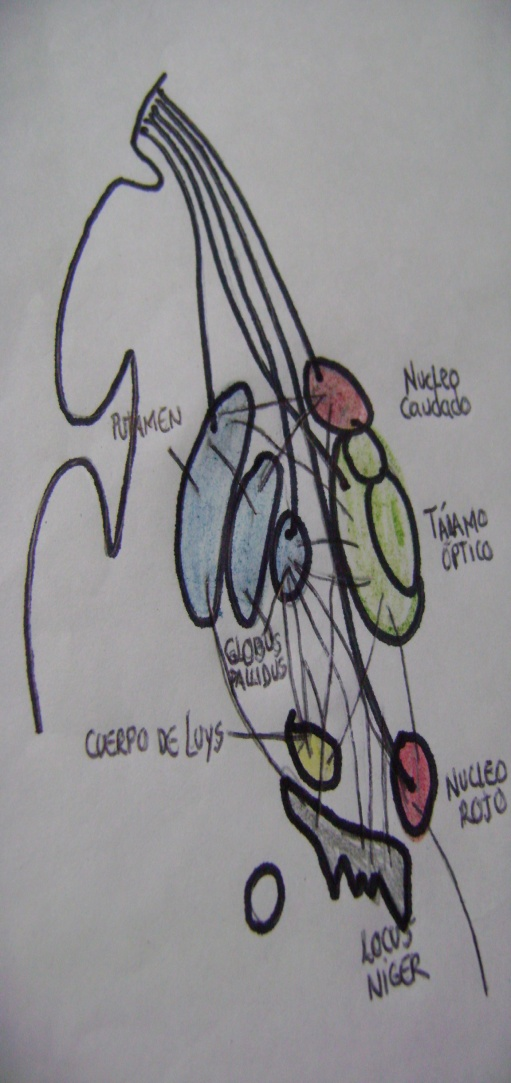 Nucleo
Caudado
PUTAMEN
TÁLAMO
ÓPTICO
GLOBUS
PALLIDUS
CUERPO DE LUYS
NUCLEO
ROJO
LOCUS
NIGER